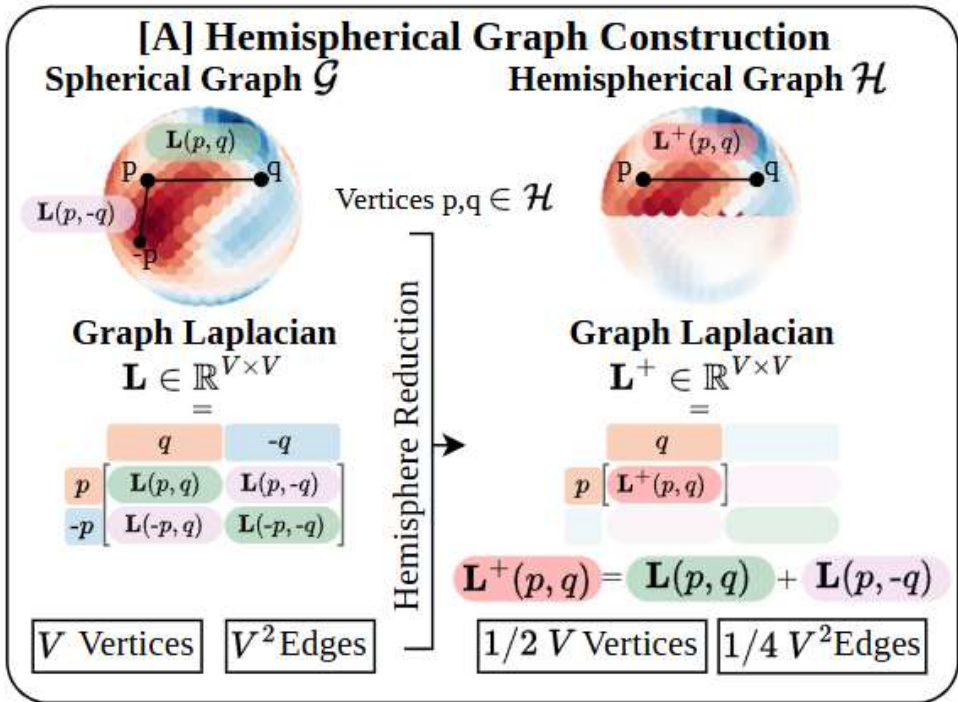 [A] Hemispherical Graph Construction
Spherical Graph 𝒢
Hemispherical Graph ℋ
L(p, q)
p
q
L(p, -q)
-p
Vertices p,q ∈ ℋ
L⁺(p, q)
p
q
Graph Laplacian
L ∈ ℝ^{V×V}
=
q -q
p L(p, q) L(p, -q)
-p L(-p, q) L(-p, -q)
V Vertices
V² Edges
Hemisphere Reduction
Graph Laplacian
L⁺ ∈ ℝ^{V×V}
=
q
p L⁺(p, q)
L⁺(p, q) = L(p, q) + L(p, -q)
1/2 V Vertices
1/4 V² Edges